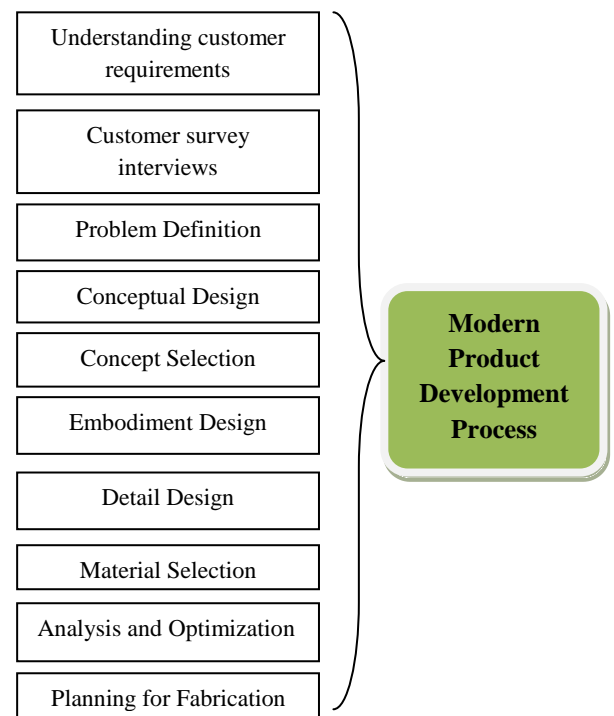 Understanding customer
requirements
Customer survey
interviews
Problem Definition
Conceptual Design
Concept Selection
Embodiment Design
Detail Design
Material Selection
Analysis and Optimization
Planning for Fabrication
Modern
Product
Development
Process